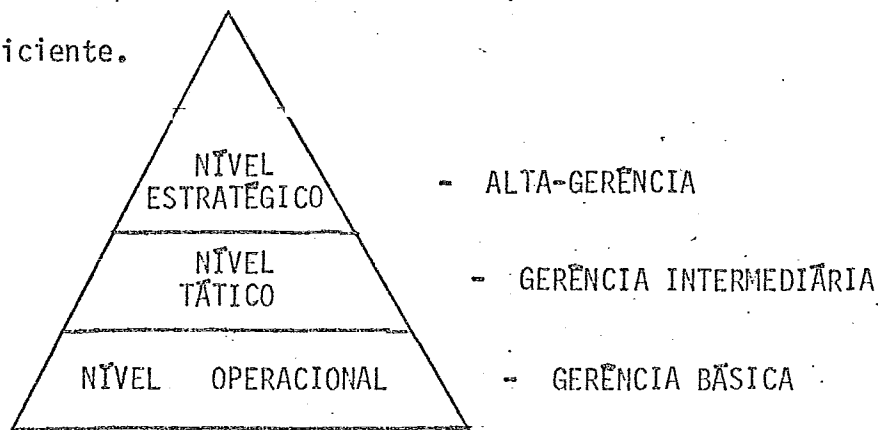 iciente.
NÍVEL
ESTRATÉGICO - ALTA-GERÊNCIA
NÍVEL
TÁTICO - GERÊNCIA INTERMEDIÁRIA
NÍVEL OPERACIONAL - GERÊNCIA BÁSICA